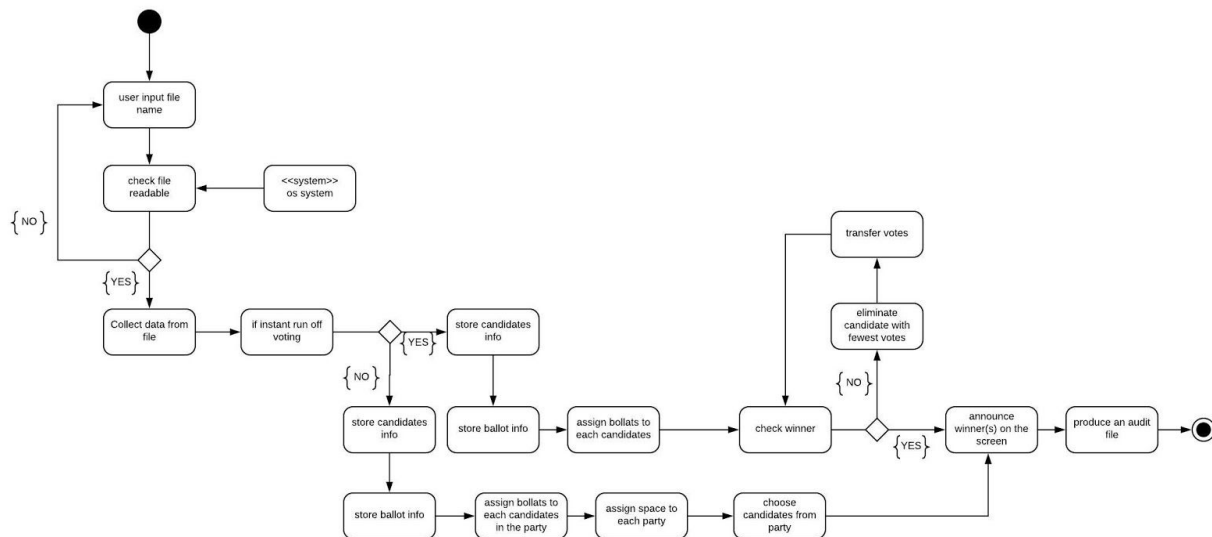 user input file
name
check file
readable
<<system>>
os system
{ NO }
{YES}
Collect data from
file
if instant run off
voting
{YES}
store candidates
info
{ NO }
store candidates
info
store ballot info
assign bollats to
each candidates
check winner
transfer votes
eliminate
candidate with
fewest votes
{ NO }
{YES}
announce
winner(s) on the
screen
produce an audit
file
store ballot info
assign bollats to
each candidates
in the party
assign space to
each party
choose
candidates from
party